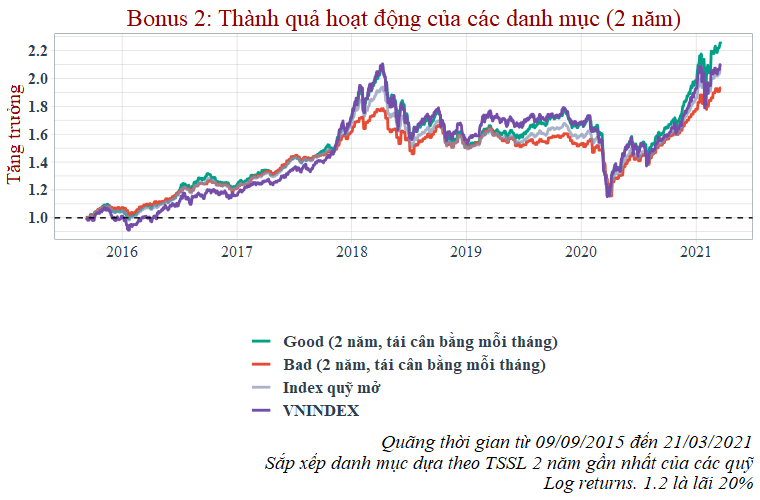 Bonus 2: Thành quả hoạt động của các danh mục (2 năm)
Tăng trưởng
2.2
2.0
1.8
1.6
1.4
1.2
1.0
2016 2017 2018 2019 2020 2021
Good (2 năm, tái cân bằng mỗi tháng)
Bad (2 năm, tái cân bằng mỗi tháng)
Index quỹ mở
VNINDEX
Quãng thời gian từ 09/09/2015 đến 21/03/2021
Sắp xếp danh mục dựa theo TSSL 2 năm gần nhất của các quỹ
Log returns. 1.2 là lãi 20%